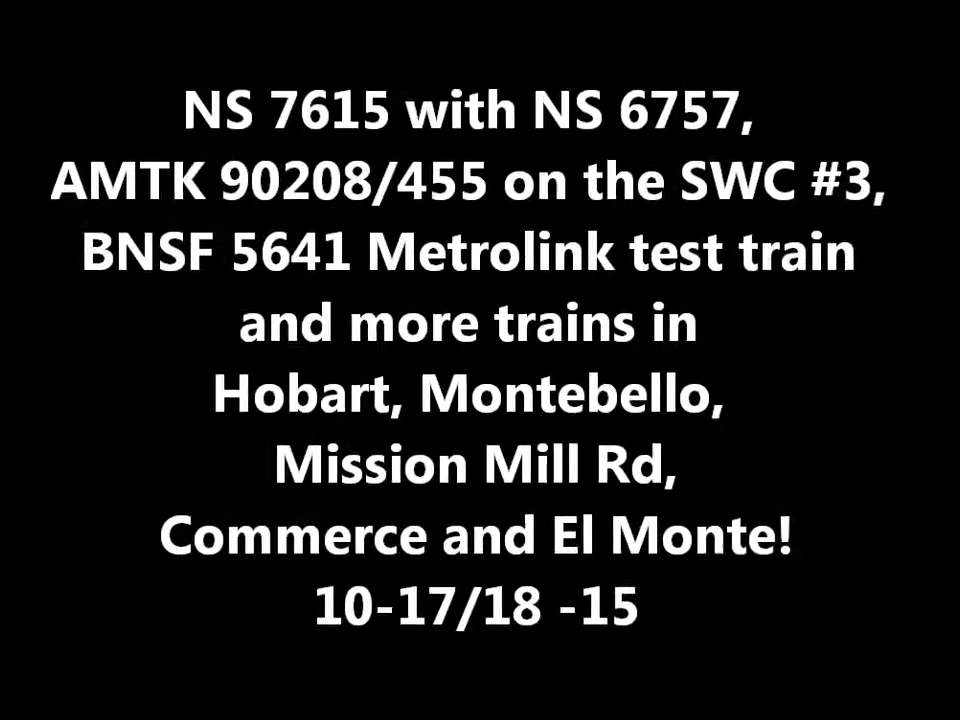 NS 7615 with NS 6757,
AMTK 90208/455 on the SWC #3,
BNSF 5641 Metrolink test train
and more trains in
Hobart, Montebello,
Mission Mill Rd,
Commerce and El Monte!
10-17/18 -15